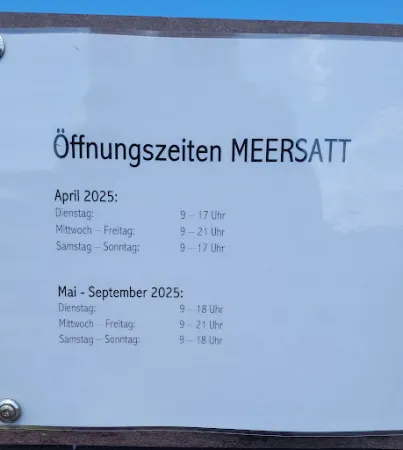 Öffnungszeiten MEERSATT
April 2025:
Dienstag: 9 – 17 Uhr
Mittwoch – Freitag: 9 – 21 Uhr
Samstag – Sonntag: 9 – 17 Uhr
Mai - September 2025:
Dienstag: 9 – 18 Uhr
Mittwoch – Freitag: 9 – 21 Uhr
Samstag – Sonntag: 9 – 18 Uhr